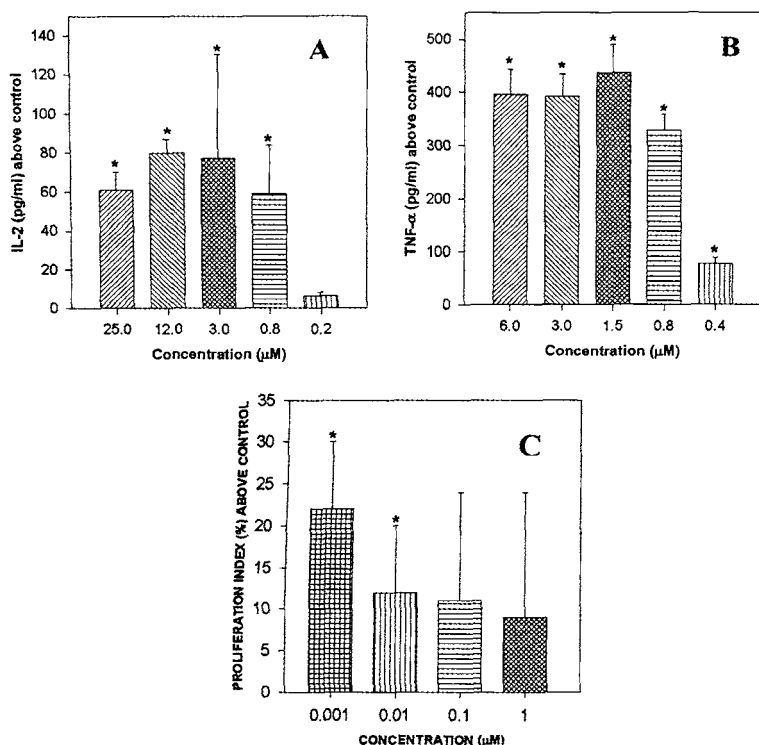 A
IL-2 (pg/ml) above control
140
120
100
80
60
40
20
0
* * * *
25.0 12.0 3.0 0.8 0.2
Concentration (µM)
B
TNF-α (pg/ml) above control
500
400
300
200
100
0
* * * * *
6.0 3.0 1.5 0.8 0.4
Concentration (µM)
C
PROLIFERATION INDEX (%) ABOVE CONTROL
35
30
25
20
15
10
5
0
* *
0.001 0.01 0.1 1
CONCENTRATION (µM)